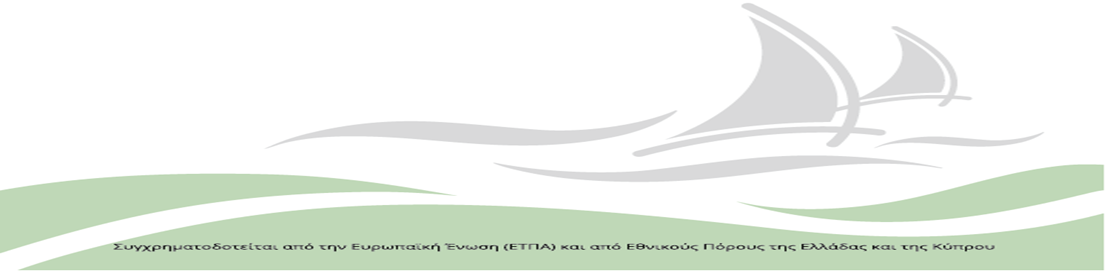 Συγχρηματοδοτείται από την Ευρωπαϊκή Ένωση (ΕΤΠΑ) και από Εθνικούς Πόρους της Ελλάδας και της Κύπρου